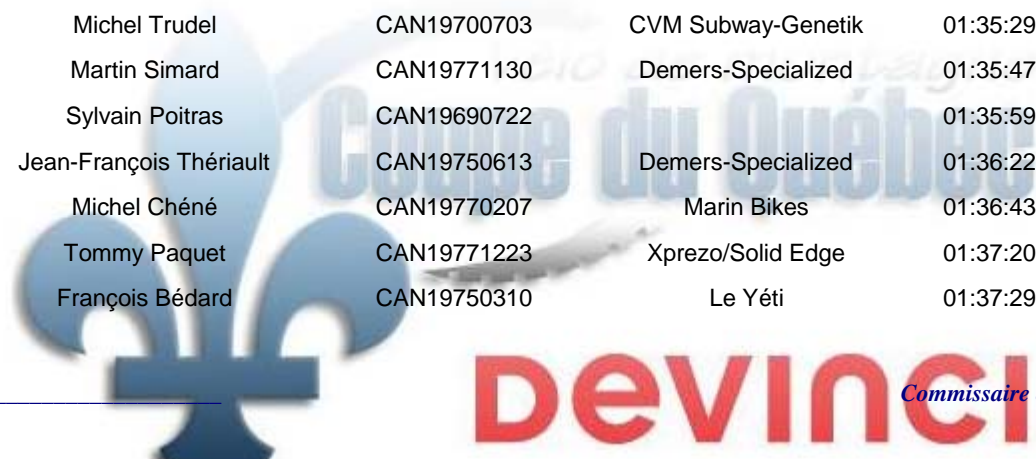 Michel Trudel CAN19700703 CVM Subway-Genetik 01:35:29
vélo de montagne
Martin Simard CAN19771130 Demers-Specialized 01:35:47
Sylvain Poitras CAN19690722 01:35:59
Coupe du Québec
Jean-François Thériault CAN19750613 Demers-Specialized 01:36:22
Michel Chéné CAN19770207 Marin Bikes 01:36:43
Tommy Paquet CAN19771223 Xprezo/Solid Edge 01:37:20
François Bédard CAN19750310 Le Yéti 01:37:29
DEVINCI
Commissaire